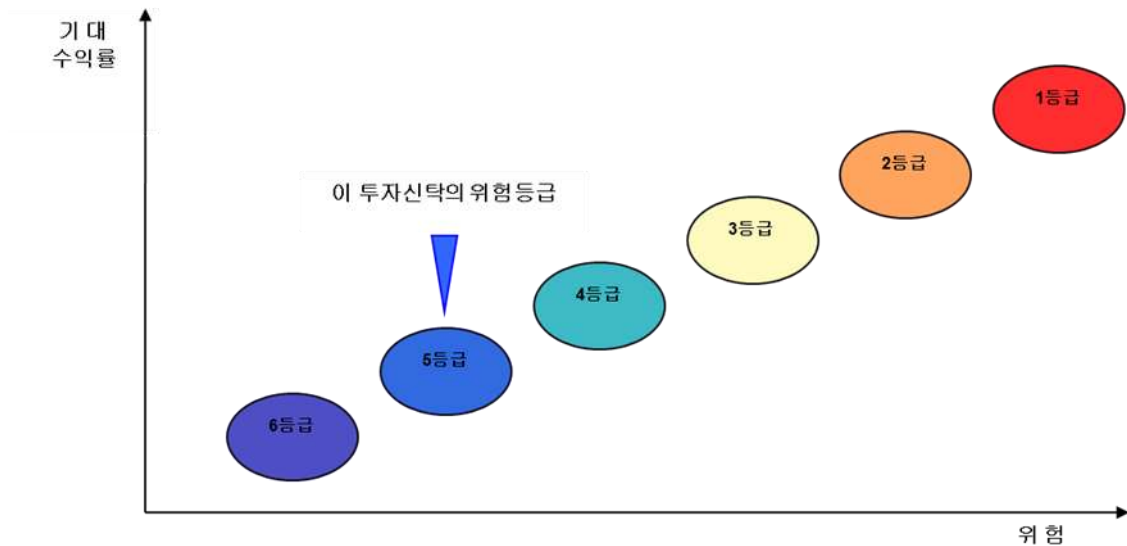 기 대
수익률
1등급
2등급
이 투자신탁의 위험등급
3등급
4등급
5등급
6등급
위 험